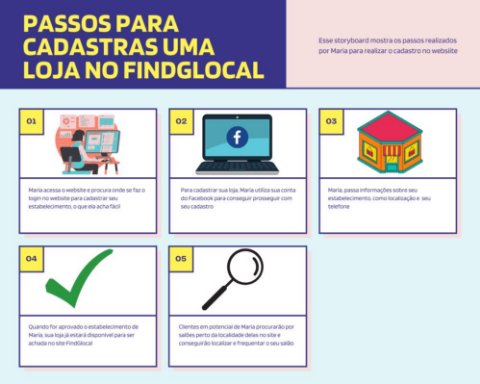 PASSOS PARA
CADASTRAS UMA
LOJA NO FINDGLOCAL
Esse storyboard mostra os passos realizados
por Maria para realizar o cadastro no website
01
Maria acessa o website e procura onde se faz o
login no website para cadastrar seu
estabelecimento, o que ela acha fácil
02
Para cadastrar sua loja, Maria utiliza sua conta
do Facebook para conseguir prosseguir com
seu cadastro
03
Maria, passa informações sobre seu
estabelecimento, como localização e seu
telefone
04
Quando for aprovado o estabelecimento de
Maria, sua loja já estará disponível para ser
achada no site FindGlocal
05
Clientes em potencial de Maria procurarão por
salões perto da localidade delas no site e
conseguirão localizar e frequentar o seu salão